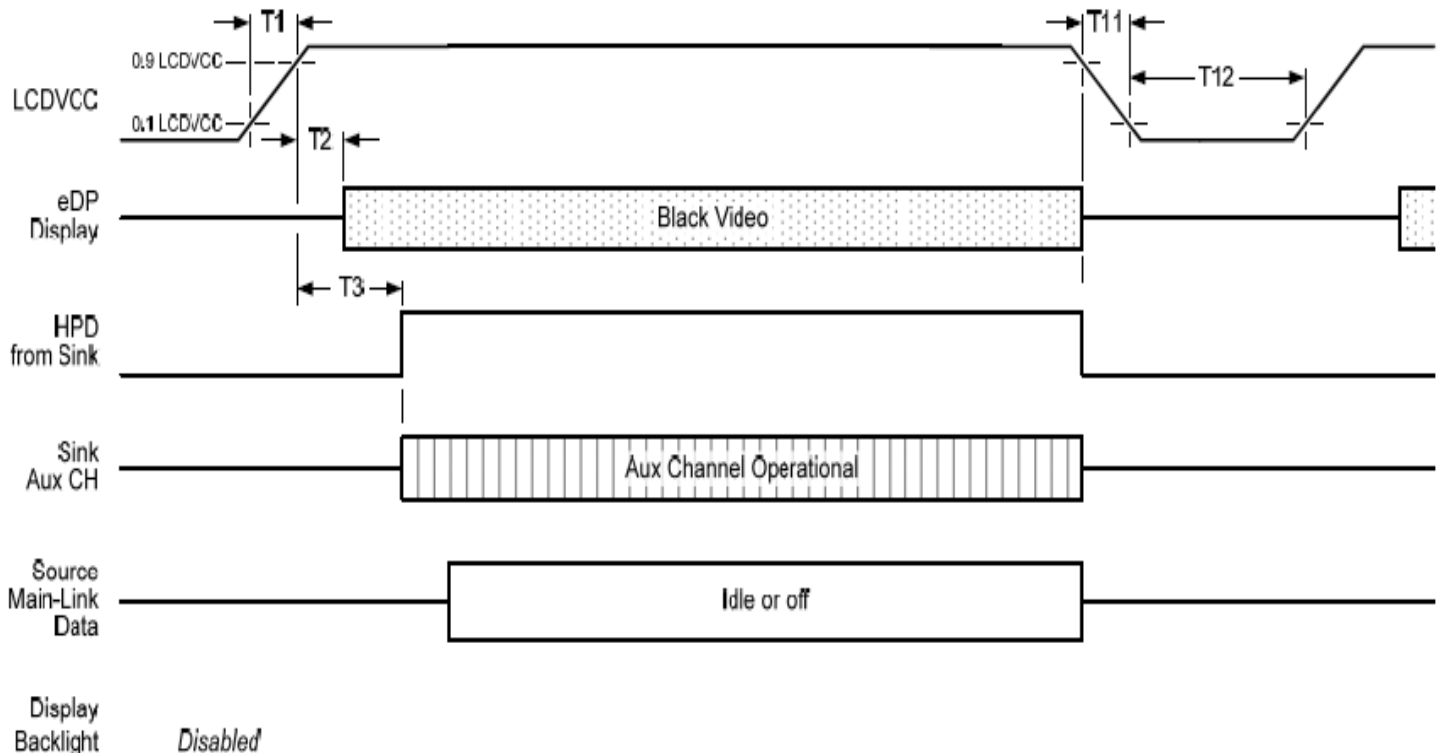 T1
T11
0.9 LCDVCC
LCDVCC
T12
0.1 LCDVCC
T2
eDP
Display
Black Video
T3
HPD
from Sink
Sink
Aux CH
Aux Channel Operational
Source
Main-Link
Data
Idle or off
Display
Backlight
Disabled